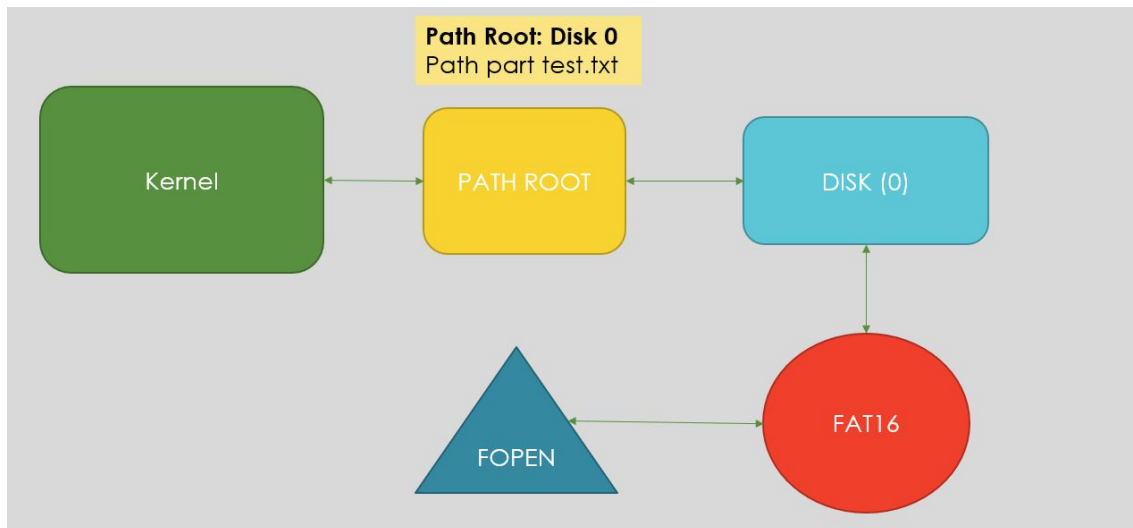 Path Root: Disk 0
Path part test.txt
Kernel
PATH ROOT
DISK (0)
FOPEN
FAT16